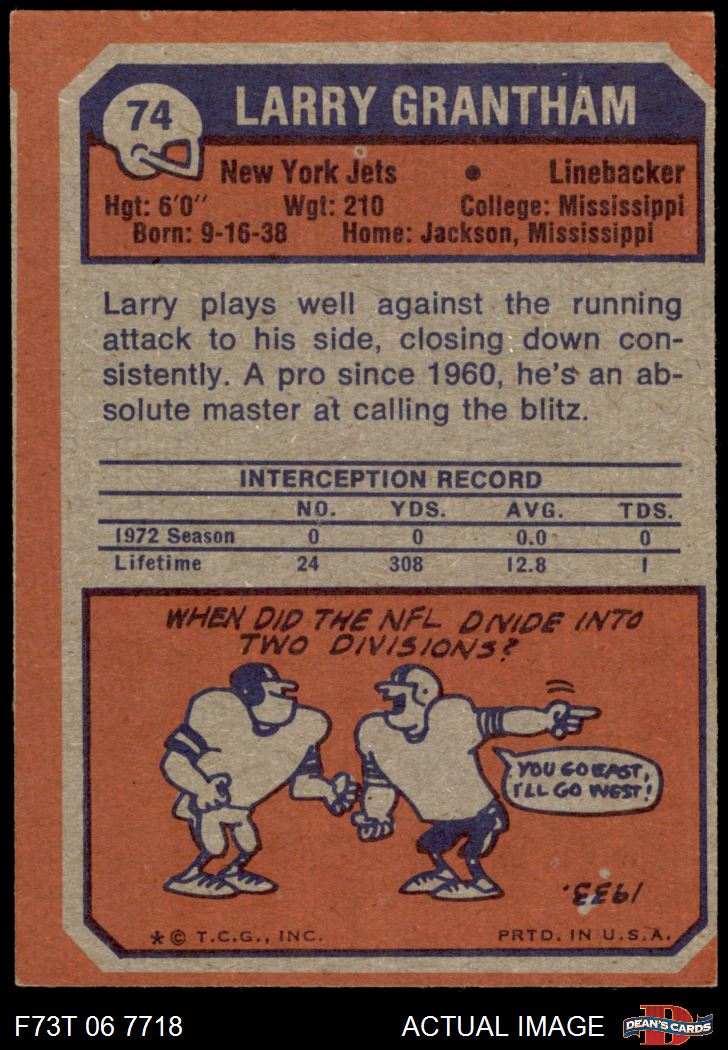 74
LARRY GRANTHAM
New York Jets • Linebacker
Hgt: 6'0" Wgt: 210 College: Mississippi
Born: 9-16-38 Home: Jackson, Mississippi
Larry plays well against the running
attack to his side, closing down con-
sistently. A pro since 1960, he's an ab-
solute master at calling the blitz.
INTERCEPTION RECORD
NO. YDS. AVG. TDS.
1972 Season 0 0 0.0 0
Lifetime 24 308 12.8 1
WHEN DID THE NFL DIVIDE INTO
TWO DIVISIONS?
YOU GO EAST,
I'LL GO WEST!
1933.
* © T.C.G., INC. PRTD. IN U.S.A.
F73T 06 7718 ACTUAL IMAGE
D
DEAN'S CARDS